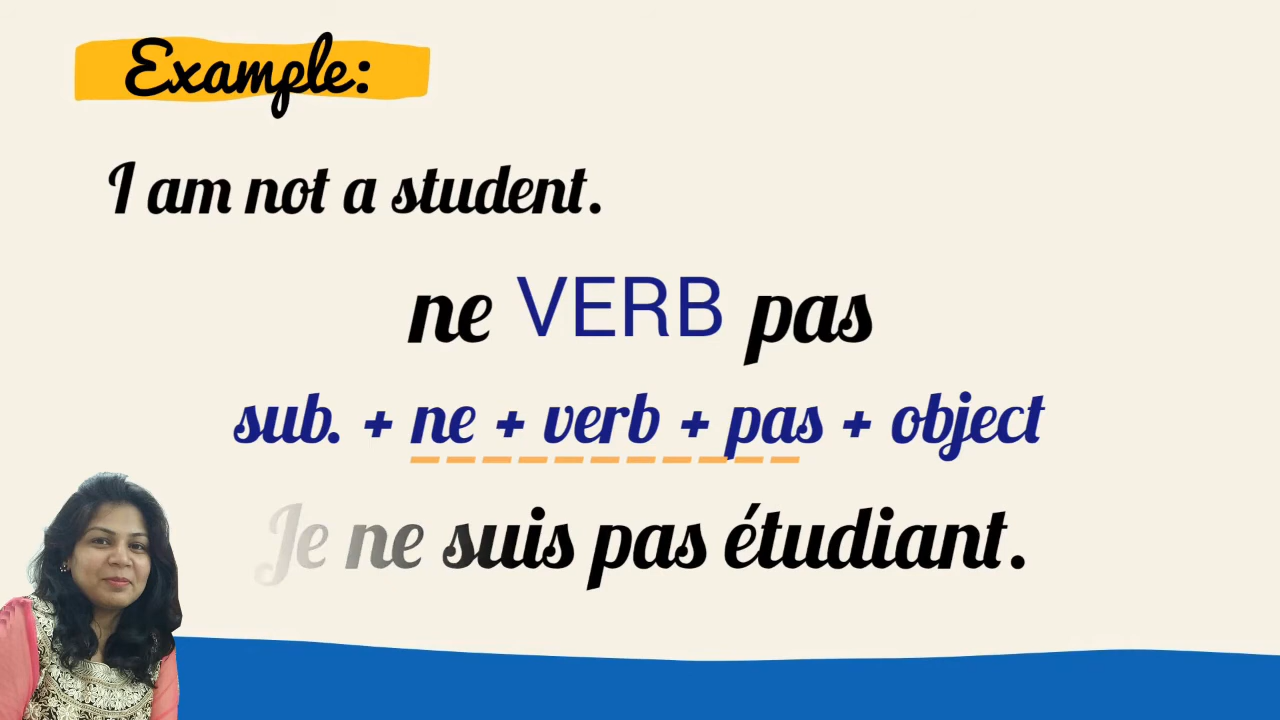 Example:
I am not a student.
ne VERB pas
sub. + ne + verb + pas + object
Je ne suis pas étudiant.